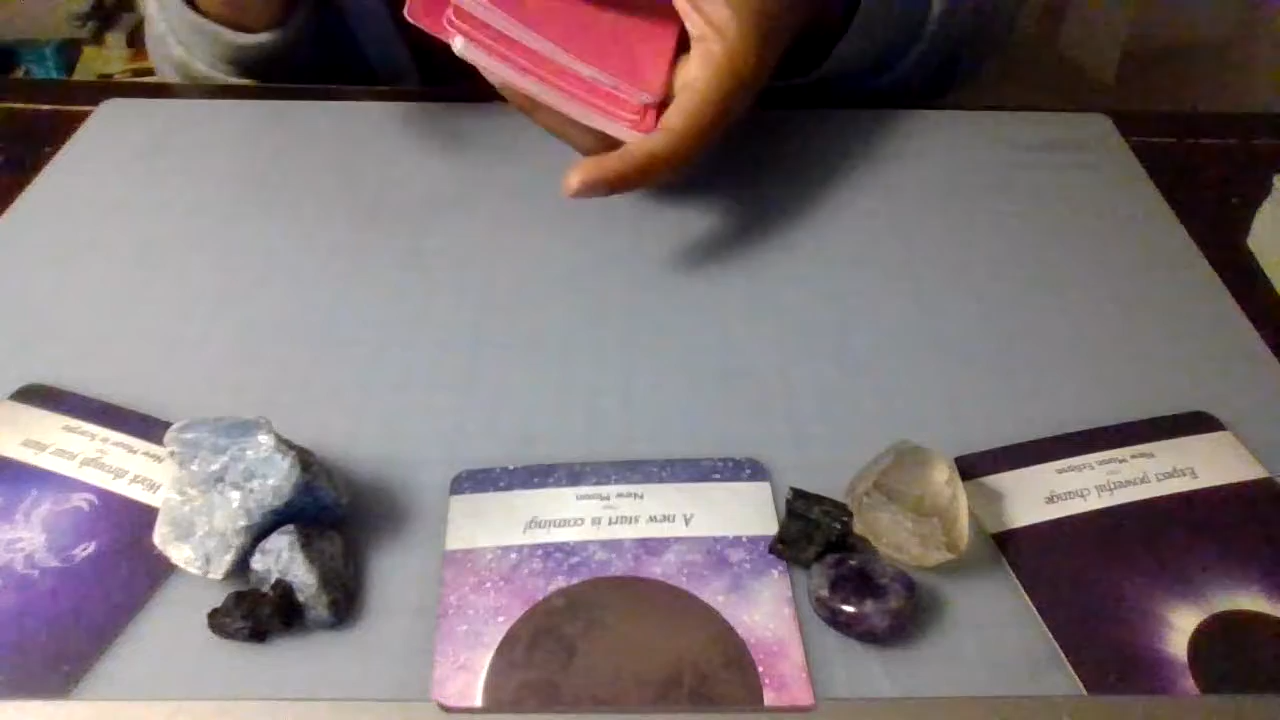 Work through your fears
New Moon in Scorpio
A new start is coming!
New Moon
Expect powerful change
New Moon Eclipse